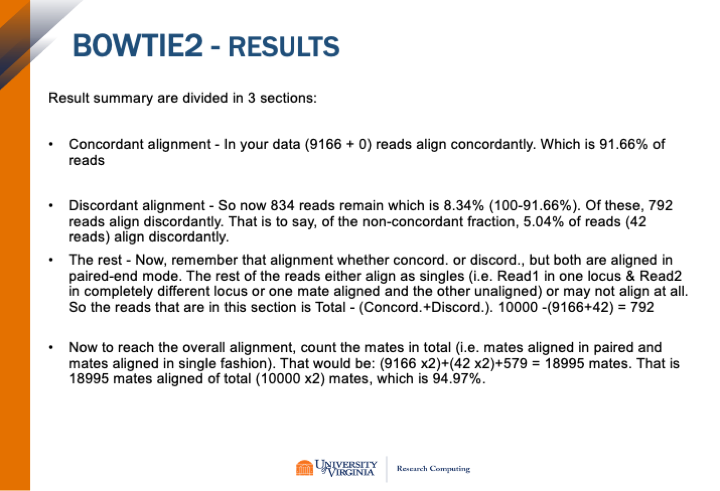 BOWTIE2 - RESULTS
Result summary are divided in 3 sections:
• Concordant alignment - In your data (9166 + 0) reads align concordantly. Which is 91.66% of
reads
• Discordant alignment - So now 834 reads remain which is 8.34% (100-91.66%). Of these, 792
reads align discordantly. That is to say, of the non-concordant fraction, 5.04% of reads (42
reads) align discordantly.
• The rest - Now, remember that alignment whether concord. or discord., but both are aligned in
paired-end mode. The rest of the reads either align as singles (i.e. Read1 in one locus & Read2
in completely different locus or one mate aligned and the other unaligned) or may not align at all.
So the reads that are in this section is Total - (Concord.+Discord.). 10000 -(9166+42) = 792
• Now to reach the overall alignment, count the mates in total (i.e. mates aligned in paired and
mates aligned in single fashion). That would be: (9166 x2)+(42 x2)+579 = 18995 mates. That is
18995 mates aligned of total (10000 x2) mates, which is 94.97%.
UNIVERSITY
of VIRGINIA
Research Computing